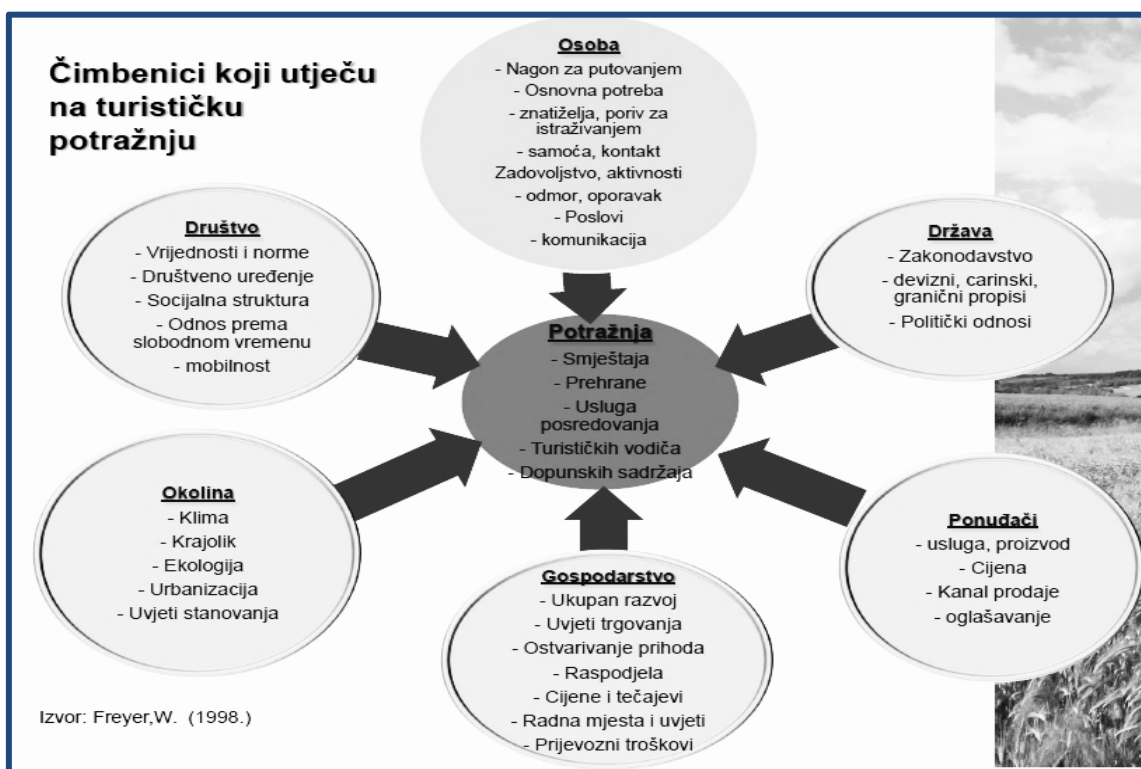 Čimbenici koji utječu
na turističku
potražnju
Osoba
- Nagon za putovanjem
- Osnovna potreba
- znatiželja, poriv za
istraživanjem
- samoća, kontakt
Zadovoljstvo, aktivnosti
- odmor, oporavak
- Poslovi
- komunikacija
Društvo
- Vrijednosti i norme
- Društveno uređenje
- Socijalna struktura
- Odnos prema
slobodnom vremenu
- mobilnost
Država
- Zakonodavstvo
- devizni, carinski,
granični propisi
- Politički odnosi
Potražnja
- Smještaja
- Prehrane
- Usluga
posredovanja
- Turističkih vodiča
- Dopunskih sadržaja
Okolina
- Klima
- Krajolik
- Ekologija
- Urbanizacija
- Uvjeti stanovanja
Gospodarstvo
- Ukupan razvoj
- Uvjeti trgovanja
- Ostvarivanje prihoda
- Raspodjela
- Cijene i tečajevi
- Radna mjesta i uvjeti
- Prijevozni troškovi
Ponuđači
- usluga, proizvod
- Cijena
- Kanal prodaje
- oglašavanje
Izvor: Freyer,W. (1998.)